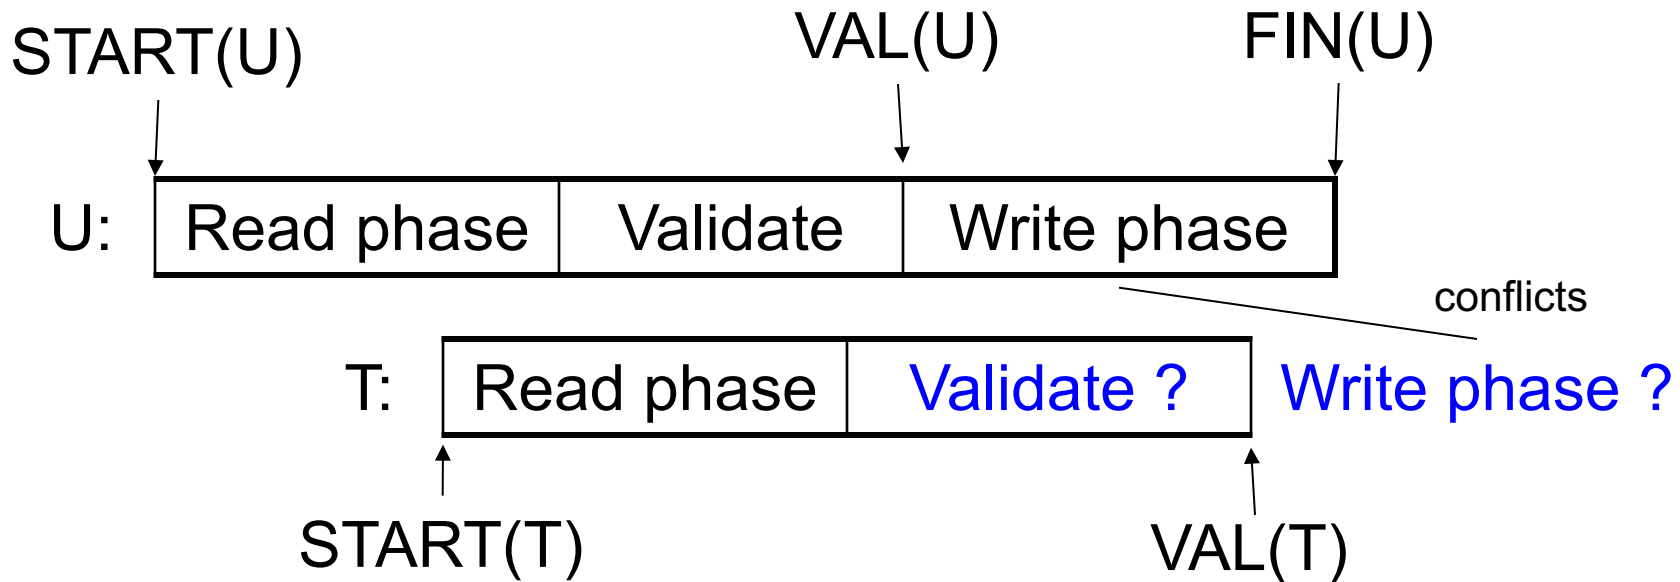 START(U) VAL(U) FIN(U)
U: Read phase Validate Write phase
conflicts
T: Read phase Validate ? Write phase ?
START(T) VAL(T)